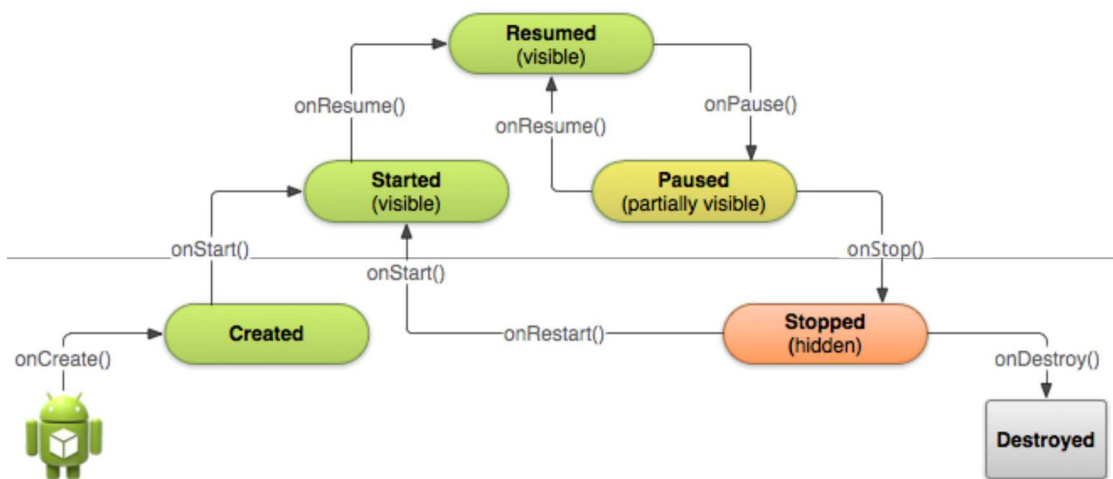 Resumed
(visible)
onResume()
onResume()
onPause()
Started
(visible)
Paused
(partially visible)
onStart()
onStart()
onStop()
Created
onRestart()
Stopped
(hidden)
onCreate()
onDestroy()
Destroyed